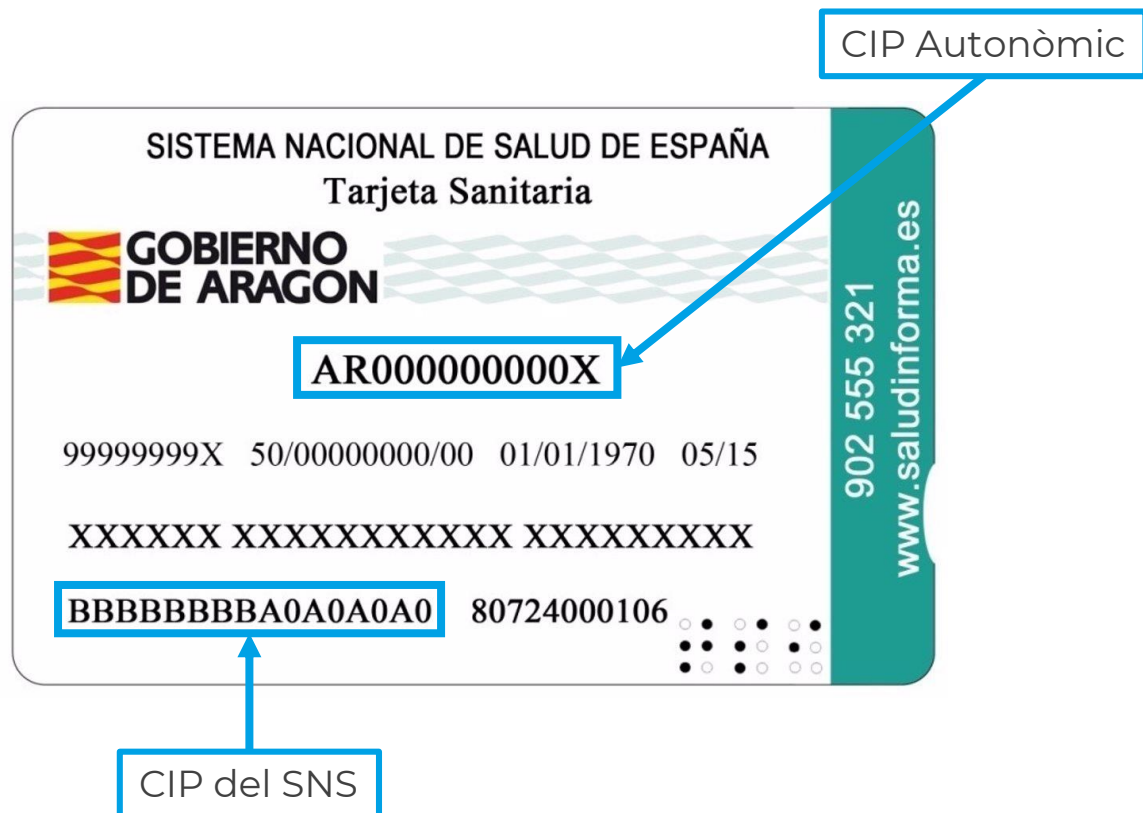 CIP Autonòmic
SISTEMA NACIONAL DE SALUD DE ESPAÑA
Tarjeta Sanitaria
GOBIERNO
DE ARAGON
AR000000000X
99999999X 50/00000000/00 01/01/1970 05/15
XXXXXX XXXXXXXXXXX XXXXXXXXX
BBBBBBBBA0A0A0A0 80724000106
902 555 321
www.saludinforma.es
CIP del SNS